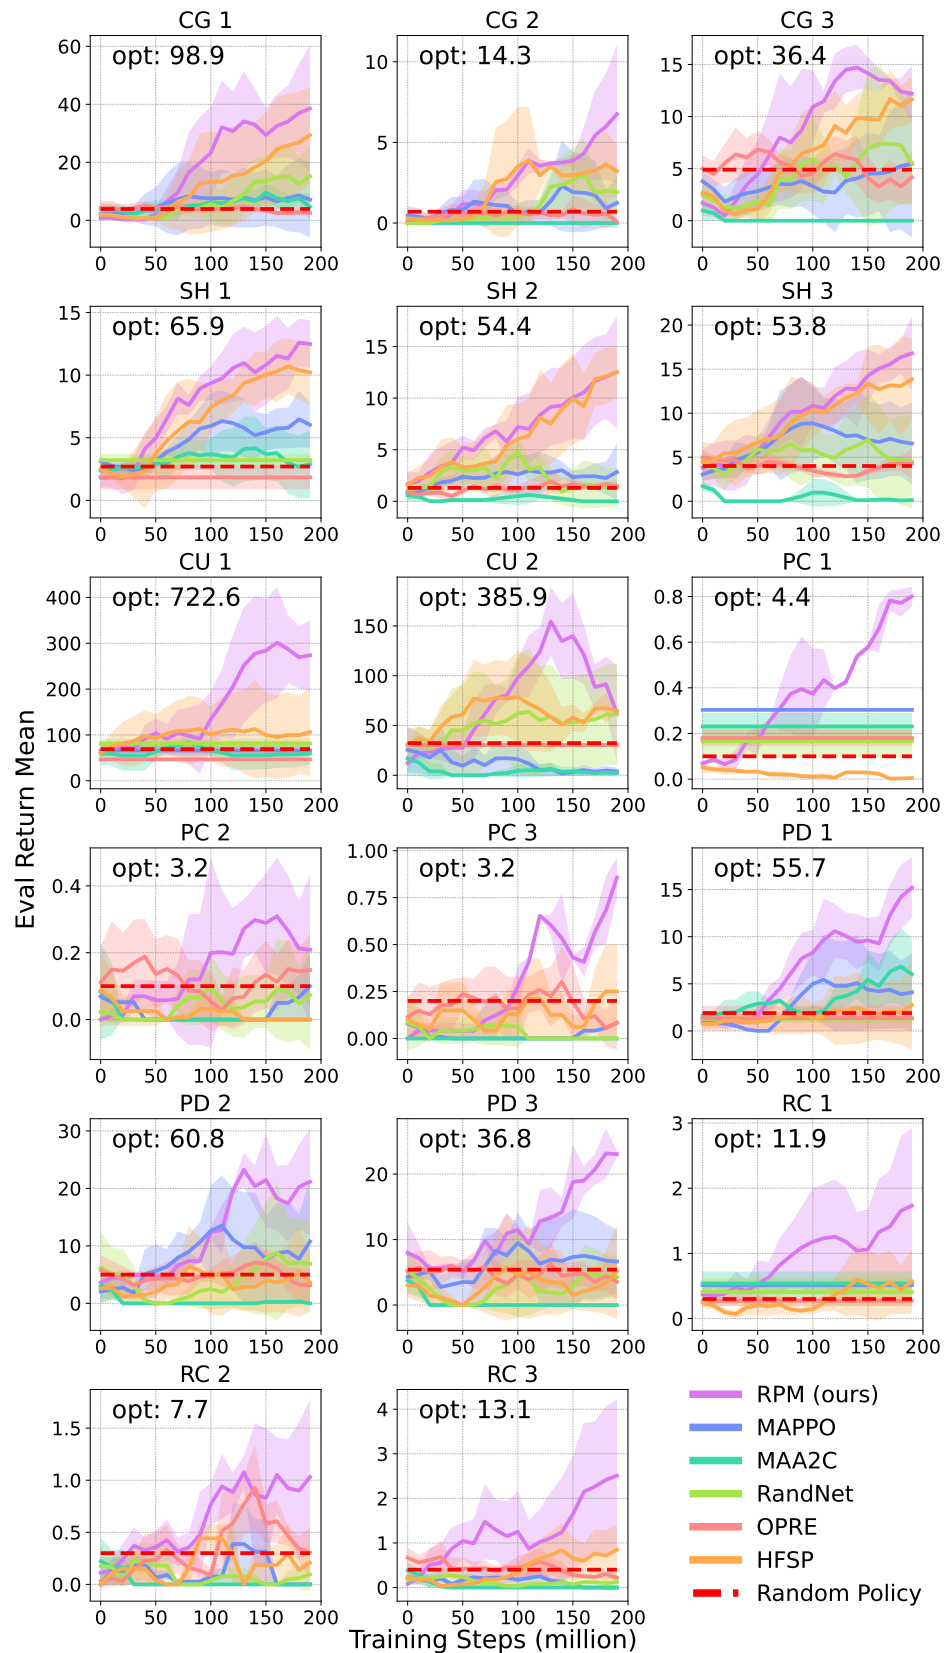 CG 1
opt: 98.9
60
40
20
0
0 50 100 150 200
CG 2
opt: 14.3
10
5
0
0 50 100 150 200
CG 3
opt: 36.4
15
10
5
0
0 50 100 150 200
SH 1
opt: 65.9
15
10
5
0
0 50 100 150 200
SH 2
opt: 54.4
15
10
5
0
0 50 100 150 200
SH 3
opt: 53.8
20
15
10
5
0
0 50 100 150 200
CU 1
opt: 722.6
400
300
200
100
0
0 50 100 150 200
CU 2
opt: 385.9
150
100
50
0
0 50 100 150 200
PC 1
opt: 4.4
0.8
0.6
0.4
0.2
0.0
0 50 100 150 200
Eval Return Mean
PC 2
opt: 3.2
0.4
0.2
0.0
0 50 100 150 200
PC 3
opt: 3.2
1.00
0.75
0.50
0.25
0.00
0 50 100 150 200
PD 1
opt: 55.7
15
10
5
0
0 50 100 150 200
PD 2
opt: 60.8
30
20
10
0
0 50 100 150 200
PD 3
opt: 36.8
20
10
0
0 50 100 150 200
RC 1
opt: 11.9
3
2
1
0
0 50 100 150 200
RC 2
opt: 7.7
1.5
1.0
0.5
0.0
0 50 100 150 200
RC 3
opt: 13.1
4
3
2
1
0
0 50 100 150 200
RPM (ours)
MAPPO
MAA2C
RandNet
OPRE
HFSP
Random Policy
Training Steps (million)